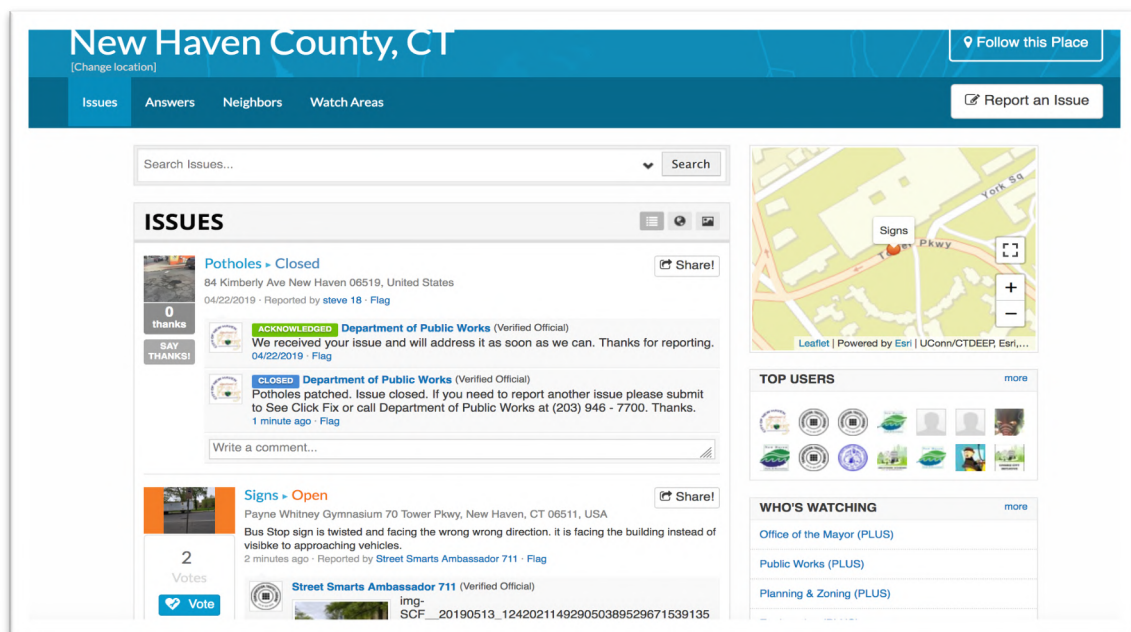 New Haven County, CT
[Change location]
Follow this Place
Issues Answers Neighbors Watch Areas
Report an Issue
Search Issues...
Search
ISSUES
Potholes ▸ Closed
Share!
84 Kimberly Ave New Haven 06519, United States
04/22/2019 · Reported by steve 18 · Flag
0
thanks
SAY
THANKS!
ACKNOWLEDGED Department of Public Works (Verified Official)
We received your issue and will address it as soon as we can. Thanks for reporting.
04/22/2019 · Flag
CLOSED Department of Public Works (Verified Official)
Potholes patched. Issue closed. If you need to report another issue please submit
to See Click Fix or call Department of Public Works at (203) 946 - 7700. Thanks.
1 minute ago · Flag
Write a comment...
Signs ▸ Open
Share!
Payne Whitney Gymnasium 70 Tower Pkwy, New Haven, CT 06511, USA
Bus Stop sign is twisted and facing the wrong wrong direction. it is facing the building instead of
visibke to approaching vehicles.
2 minutes ago · Reported by Street Smarts Ambassador 711 · Flag
2
Votes
Vote
Street Smarts Ambassador 711 (Verified Official)
img-
SCF__20190513_124202114929050389529671539135
York Sq
Signs
Pkwy
+
−
Leaflet | Powered by Esri | UConn/CTDEEP, Esri,...
TOP USERS
more
WHO'S WATCHING
more
Office of the Mayor (PLUS)
Public Works (PLUS)
Planning & Zoning (PLUS)